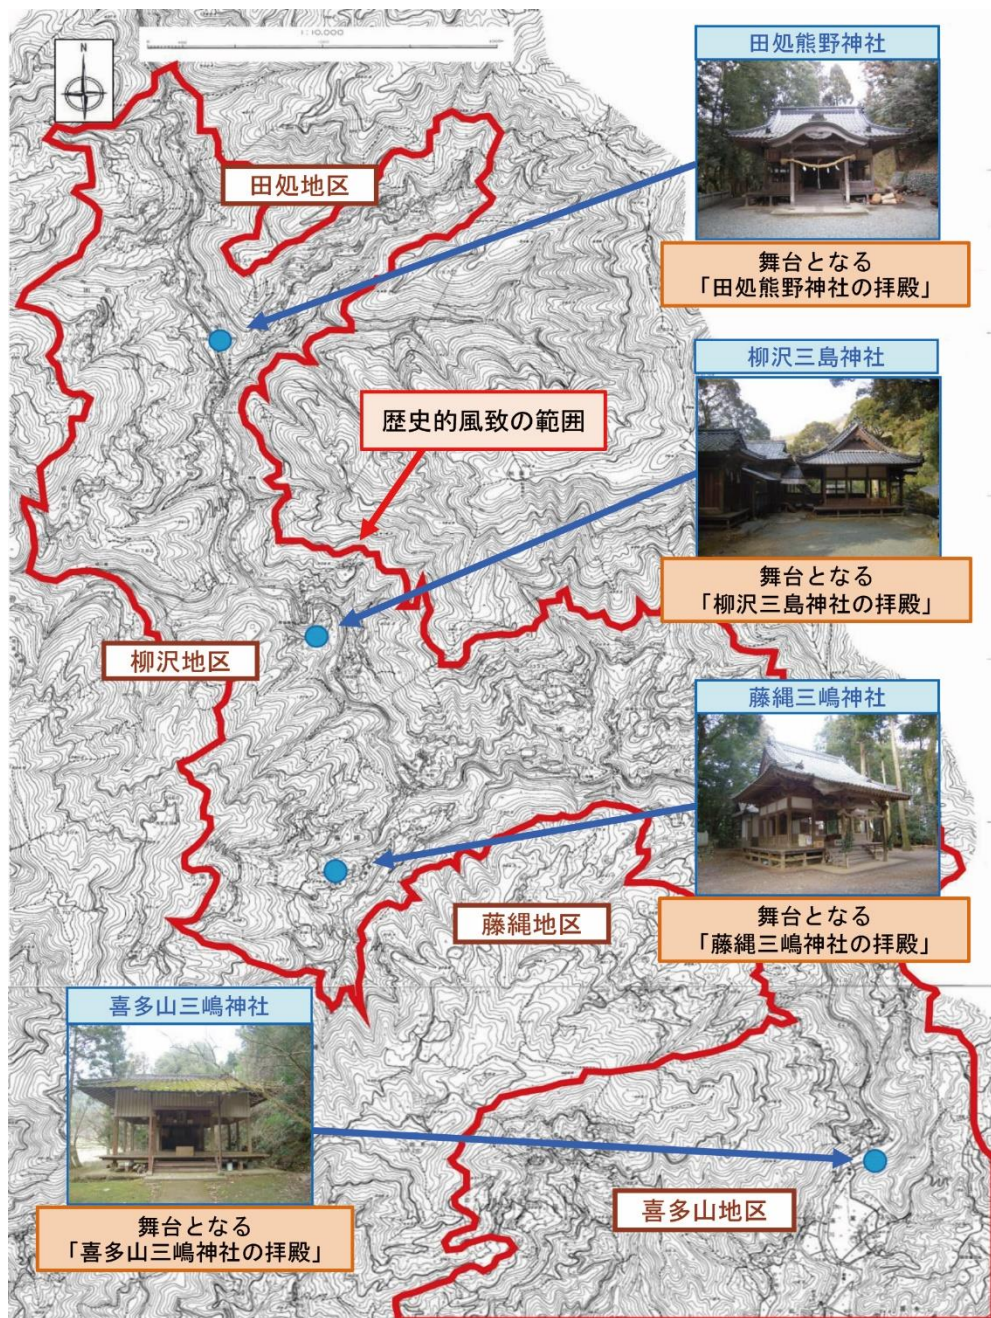 1:10,000
N
田処熊野神社
田処地区
舞台となる
「田処熊野神社の拝殿」
柳沢三島神社
歴史的風致の範囲
舞台となる
「柳沢三島神社の拝殿」
柳沢地区
藤縄三嶋神社
藤縄地区
舞台となる
「藤縄三嶋神社の拝殿」
喜多山三嶋神社
喜多山地区
舞台となる
「喜多山三嶋神社の拝殿」